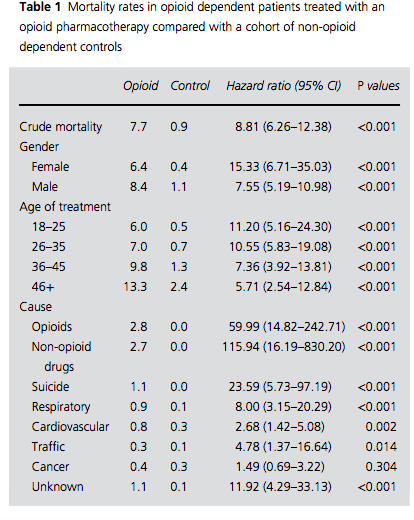 Table 1 Mortality rates in opioid dependent patients treated with an
opioid pharmacotherapy compared with a cohort of non-opioid
dependent controls
Opioid Control Hazard ratio (95% CI) P values
Crude mortality 7.7 0.9 8.81 (6.26–12.38) <0.001
Gender
Female 6.4 0.4 15.33 (6.71–35.03) <0.001
Male 8.4 1.1 7.55 (5.19–10.98) <0.001
Age of treatment
18–25 6.0 0.5 11.20 (5.16–24.30) <0.001
26–35 7.0 0.7 10.55 (5.83–19.08) <0.001
36–45 9.8 1.3 7.36 (3.92–13.81) <0.001
46+ 13.3 2.4 5.71 (2.54–12.84) <0.001
Cause
Opioids 2.8 0.0 59.99 (14.82–242.71) <0.001
Non-opioid 2.7 0.0 115.94 (16.19–830.20) <0.001
drugs
Suicide 1.1 0.0 23.59 (5.73–97.19) <0.001
Respiratory 0.9 0.1 8.00 (3.15–20.29) <0.001
Cardiovascular 0.8 0.3 2.68 (1.42–5.08) 0.002
Traffic 0.3 0.1 4.78 (1.37–16.64) 0.014
Cancer 0.4 0.3 1.49 (0.69–3.22) 0.304
Unknown 1.1 0.1 11.92 (4.29–33.13) <0.001